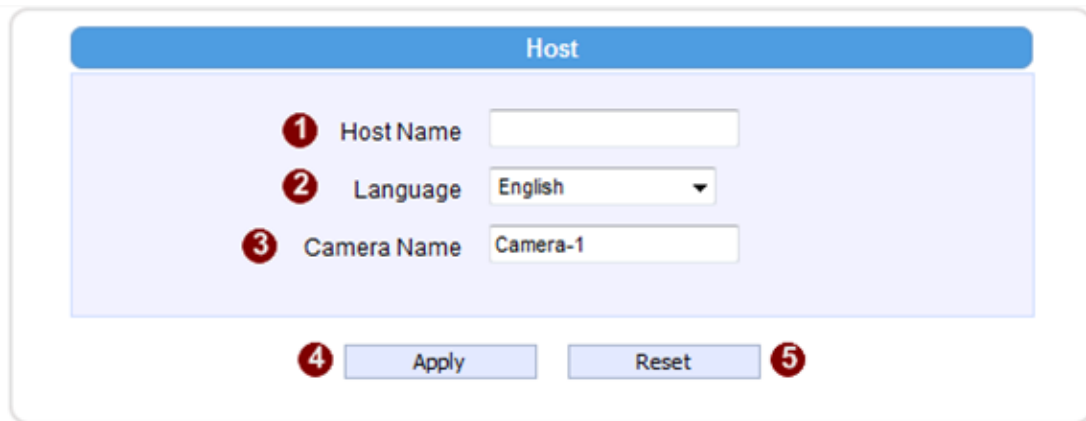 Host
1 Host Name
2 Language English
3 Camera Name Camera-1
4 Apply Reset 5